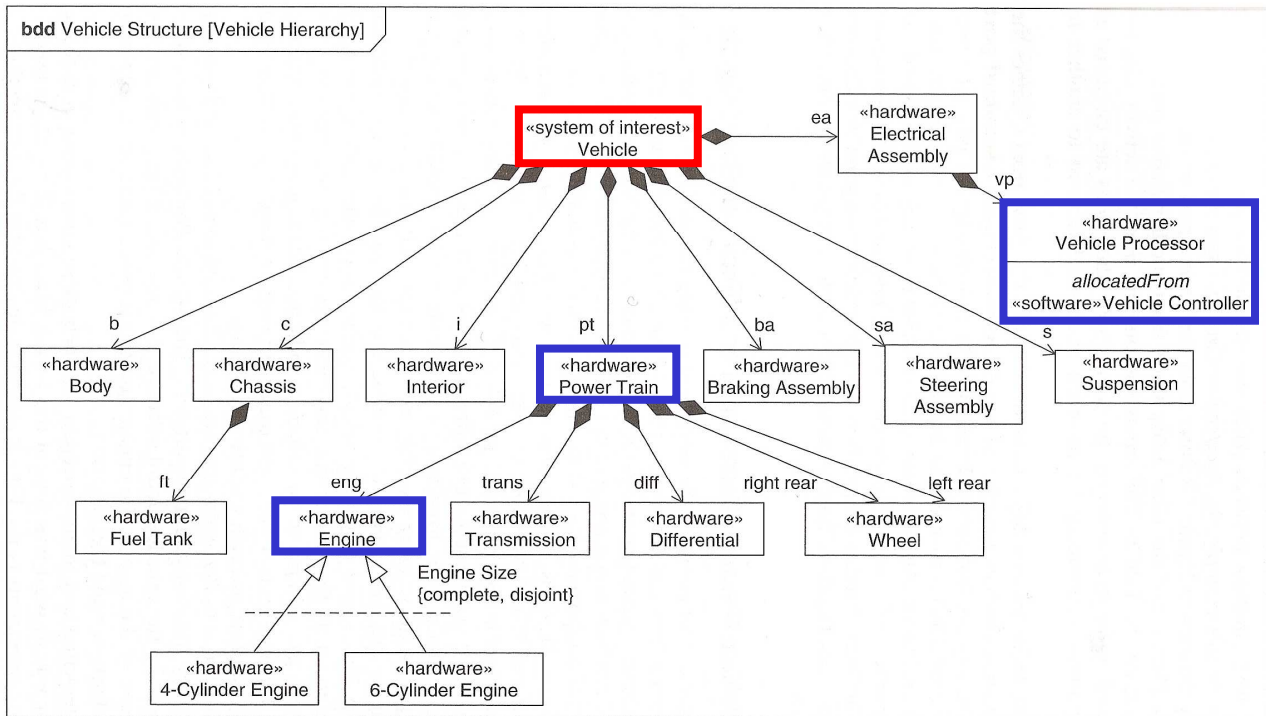 bdd Vehicle Structure [Vehicle Hierarchy]
«system of interest»
Vehicle
ea
«hardware»
Electrical
Assembly
vp
«hardware»
Vehicle Processor
allocatedFrom
«software»Vehicle Controller
b
c
i
pt
ba
sa
s
«hardware»
Body
«hardware»
Chassis
«hardware»
Interior
«hardware»
Power Train
«hardware»
Braking Assembly
«hardware»
Steering
Assembly
«hardware»
Suspension
ft
eng
trans
diff
right rear
left rear
«hardware»
Fuel Tank
«hardware»
Engine
«hardware»
Transmission
«hardware»
Differential
«hardware»
Wheel
Engine Size
{complete, disjoint}
«hardware»
4-Cylinder Engine
«hardware»
6-Cylinder Engine